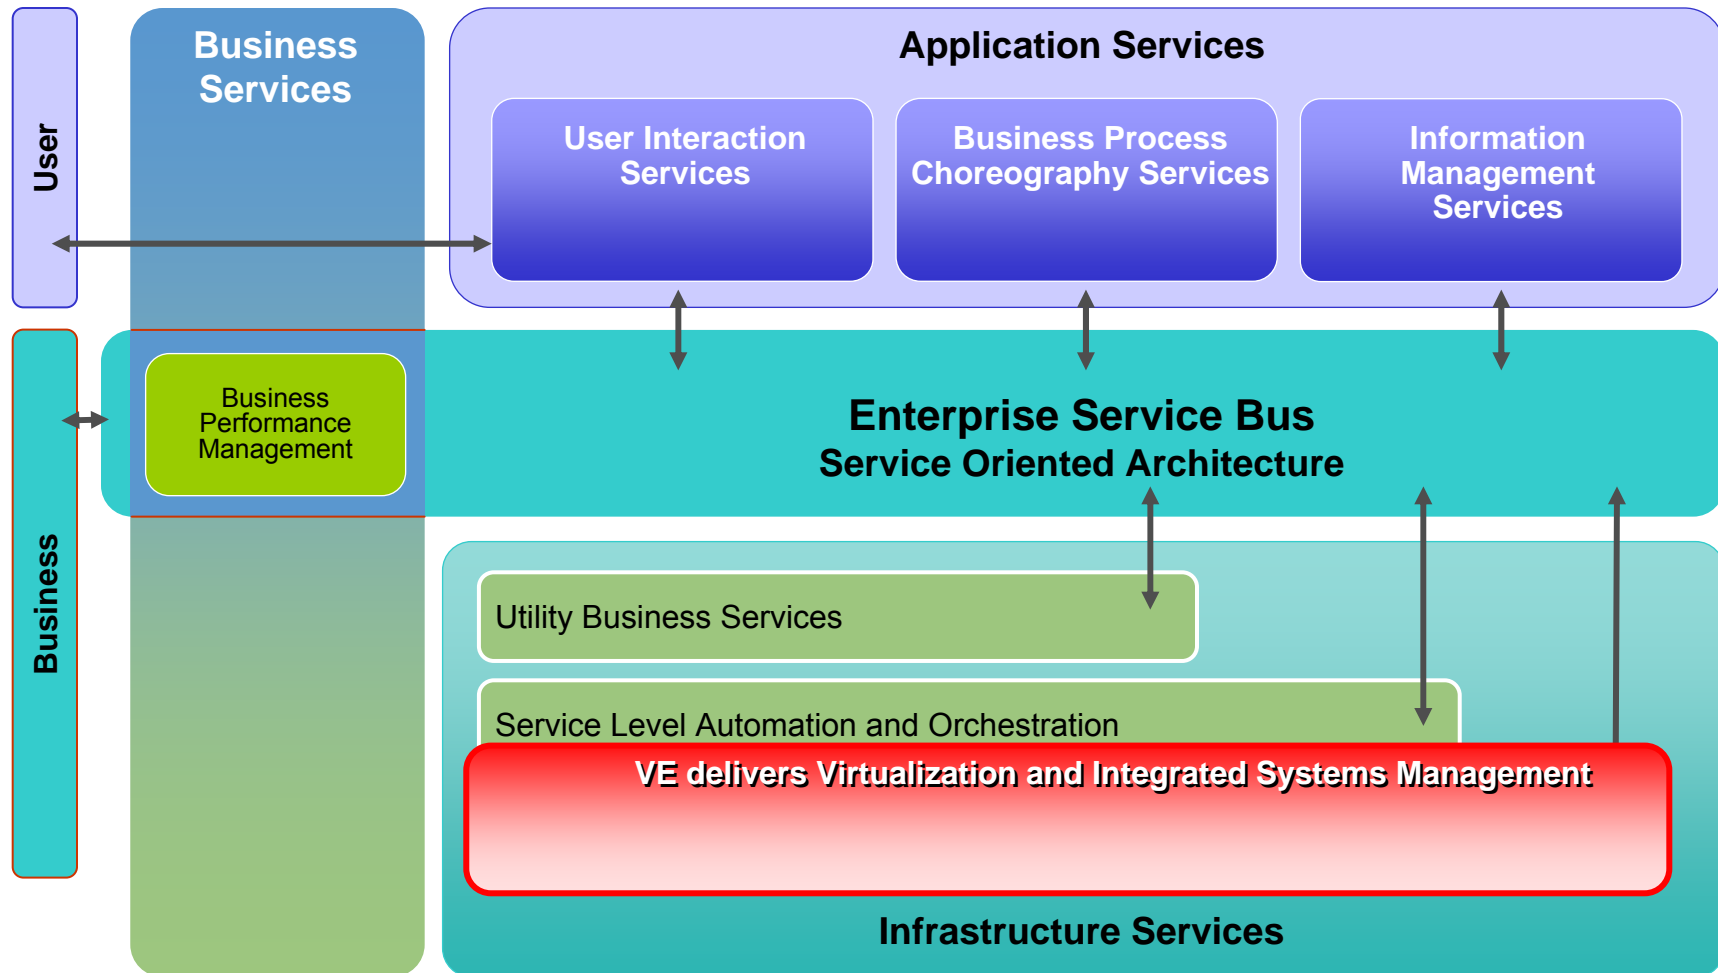 User
Business
Services
Application Services
User Interaction
Services
Business Process
Choreography Services
Information
Management
Services
Business
Business
Performance
Management
Enterprise Service Bus
Service Oriented Architecture
Utility Business Services
Service Level Automation and Orchestration
VE delivers Virtualization and Integrated Systems Management
Infrastructure Services